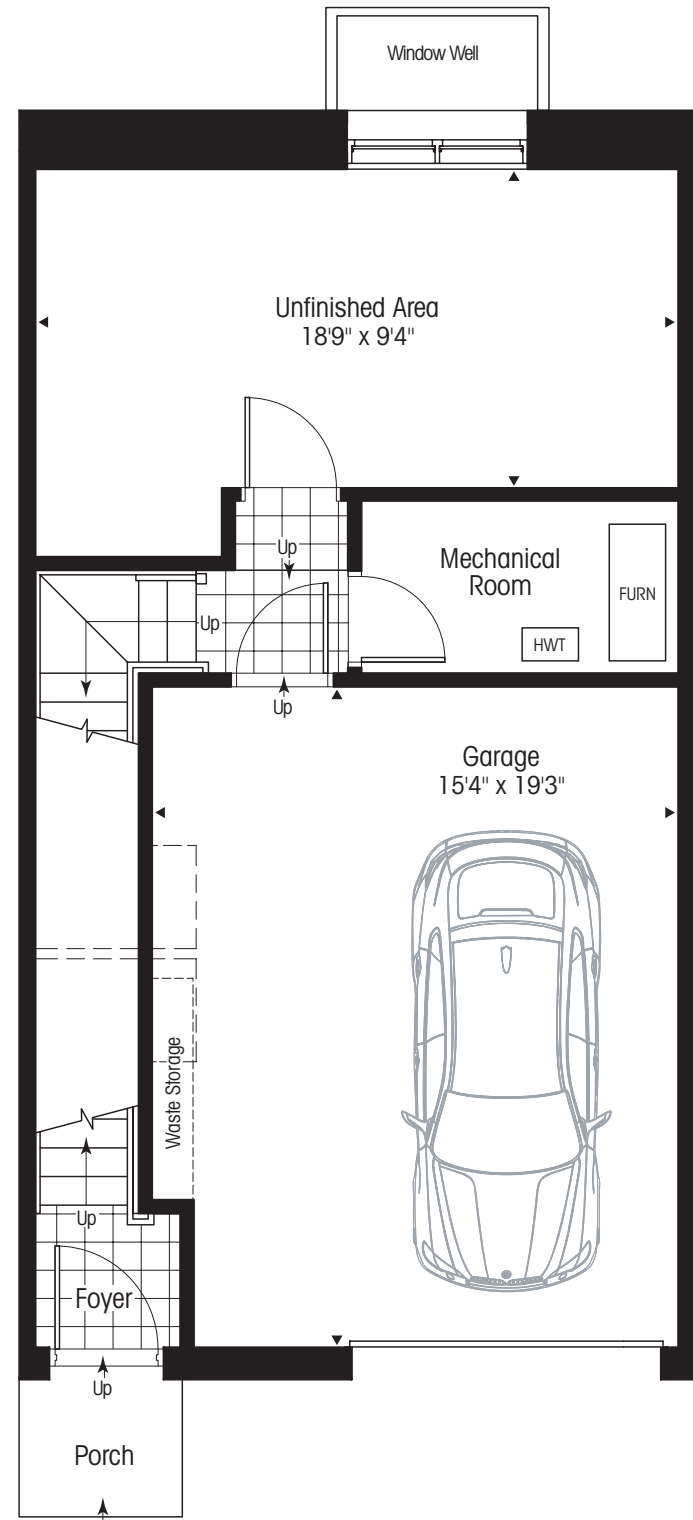 Window Well
Unfinished Area
18'9" x 9'4"
Up
Mechanical
Room
FURN
Up
HWT
Up
Garage
15'4" x 19'3"
Waste Storage
Up
Foyer
Up
Porch